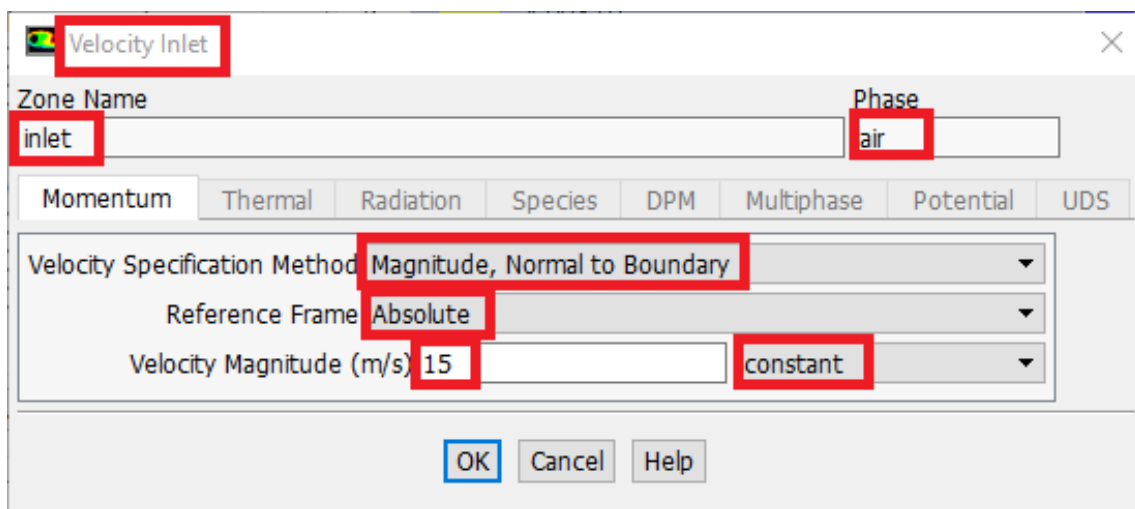 Velocity Inlet
Zone Name Phase
inlet air
Momentum Thermal Radiation Species DPM Multiphase Potential UDS
Velocity Specification Method Magnitude, Normal to Boundary
Reference Frame Absolute
Velocity Magnitude (m/s) 15 constant
OK Cancel Help